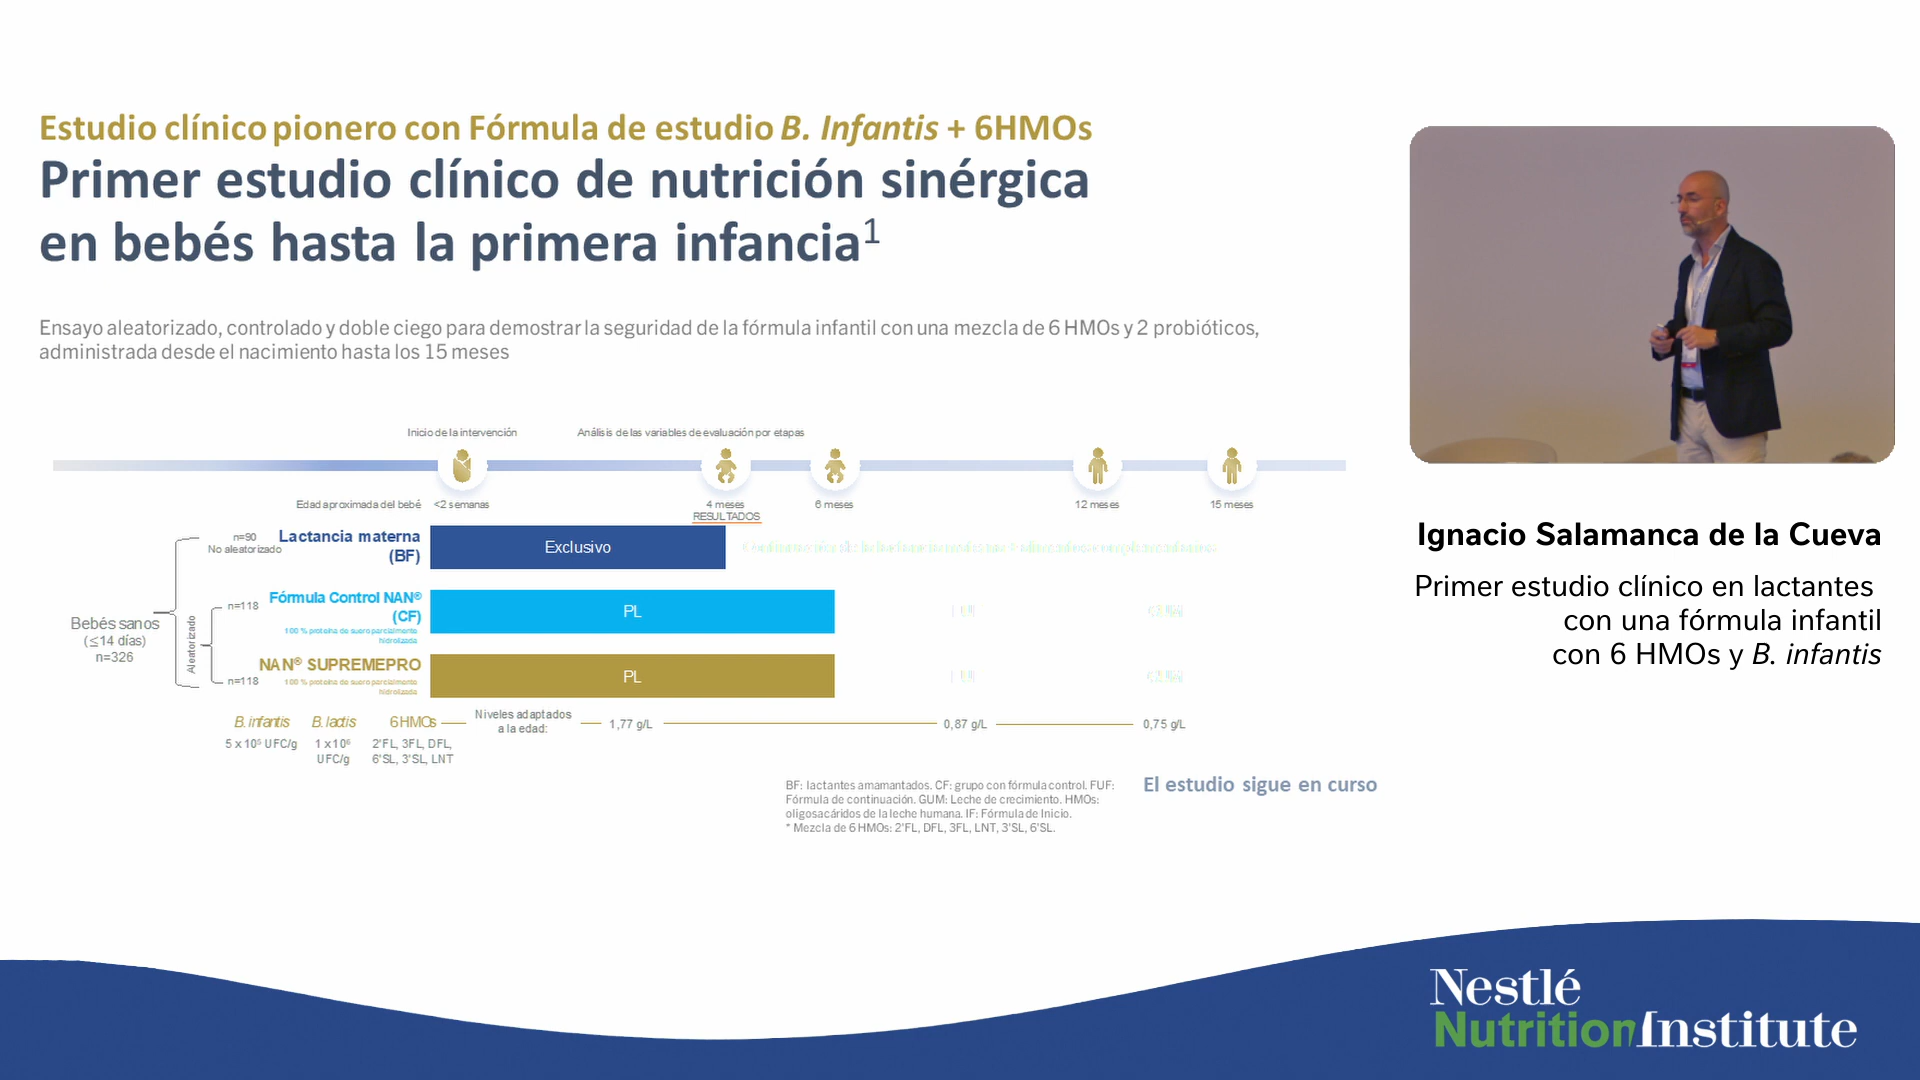 Estudio clínico pionero con Fórmula de estudio B. Infantis + 6HMOs
Primer estudio clínico de nutrición sinérgica
en bebés hasta la primera infancia1
Ensayo aleatorizado, controlado y doble ciego para demostrar la seguridad de la fórmula infantil con una mezcla de 6 HMOs y 2 probióticos,
administrada desde el nacimiento hasta los 15 meses
Inicio de la intervención
Análisis de las variables de evaluación por etapas
Edad aproximada del bebé
<2 semanas
4 meses
RESULTADOS
6 meses
12 meses
15 meses
Bebés sanos
(≤14 días)
n=326
Aleatorizado
n=90
No aleatorizado
Lactancia materna
(BF)
Exclusivo
n=118
Fórmula Control NAN®
(CF)
100 % proteína de suero parcialmente
hidrolizada
PL
n=118
NAN® SUPREMEPRO
100 % proteína de suero parcialmente
hidrolizada
PL
B. infantis
5 x 10⁵ UFC/g
B. lactis
1 x 10⁶
UFC/g
6HMOs
2'FL, 3FL, DFL,
6'SL, 3'SL, LNT
Niveles adaptados
a la edad:
1,77 g/L
0,87 g/L
0,75 g/L
BF: lactantes amamantados. CF: grupo con fórmula control. FUF:
Fórmula de continuación. GUM: Leche de crecimiento. HMOs:
oligosacáridos de la leche humana. IF: Fórmula de Inicio.
* Mezcla de 6 HMOs: 2'FL, DFL, 3FL, LNT, 3'SL, 6'SL.
El estudio sigue en curso
Ignacio Salamanca de la Cueva
Primer estudio clínico en lactantes
con una fórmula infantil
con 6 HMOs y B. infantis
Nestlé
NutritionInstitute